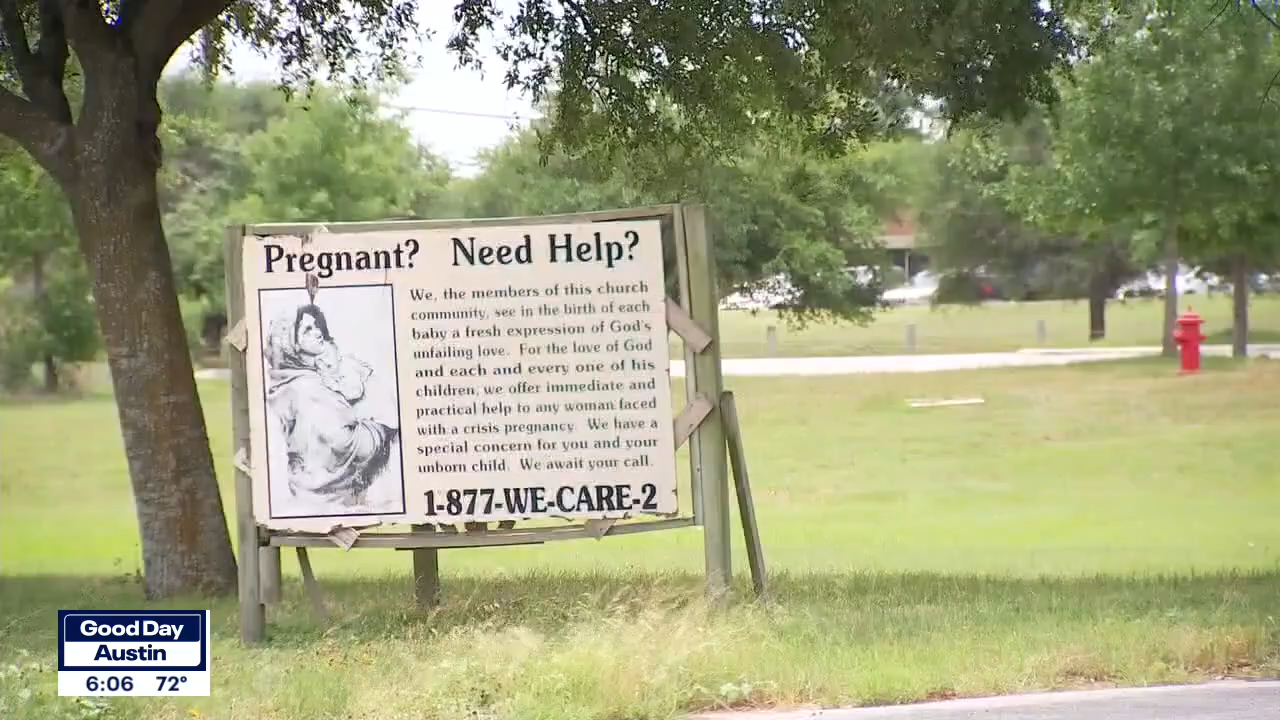 Pregnant? Need Help?
We, the members of this church
community, see in the birth of each
baby a fresh expression of God's
unfailing love. For the love of God
and each and every one of his
children, we offer immediate and
practical help to any woman faced
with a crisis pregnancy. We have a
special concern for you and your
unborn child. We await your call.
1-877-WE-CARE-2
Good Day
Austin
6:06 72°